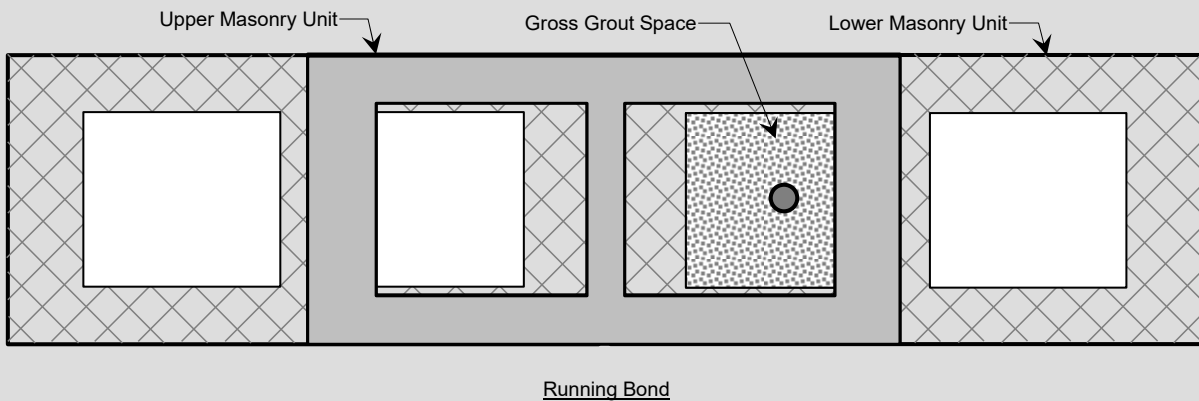 Upper Masonry Unit
Gross Grout Space
Lower Masonry Unit
Running Bond